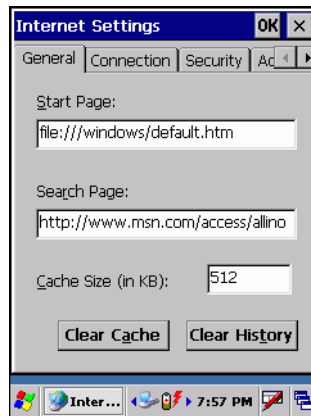 Internet Settings OK ×
General Connection Security Ac
Start Page:
file:///windows/default.htm
Search Page:
http://www.msn.com/access/allino
Cache Size (in KB): 512
Clear Cache Clear History
Inter... 7:57 PM